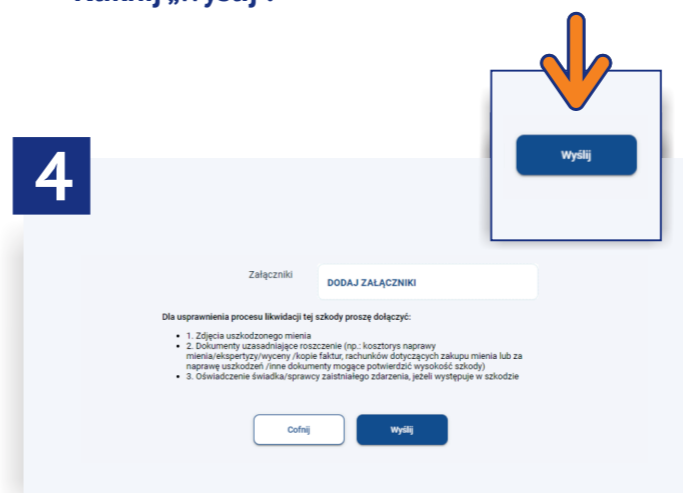 Wyślij
4
Załączniki
DODAJ ZAŁĄCZNIKI
Dla usprawnienia procesu likwidacji tej szkody proszę dołączyć:
• 1. Zdjęcia uszkodzonego mienia
• 2. Dokumenty uzasadniające roszczenie (np.: kosztorys naprawy
mienia/ekspertyzy/wyceny /kopie faktur, rachunków dotyczących zakupu mienia lub za
naprawę uszkodzeń /inne dokumenty mogące potwierdzić wysokość szkody)
• 3. Oświadczenie świadka/sprawcy zaistniałego zdarzenia, jeżeli występuje w szkodzie
Cofnij
Wyślij